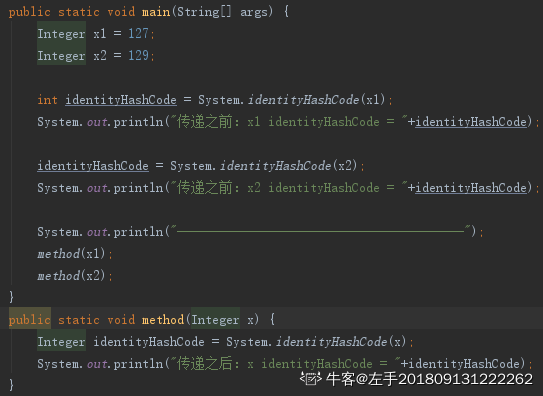 public static void main(String[] args) {
Integer x1 = 127;
Integer x2 = 129;
int identityHashCode = System.identityHashCode(x1);
System.out.println("传递之前: x1 identityHashCode = "+identityHashCode);
identityHashCode = System.identityHashCode(x2);
System.out.println("传递之前: x2 identityHashCode = "+identityHashCode);
System.out.println("————————————————————————");
method(x1);
method(x2);
}
public static void method(Integer x) {
Integer identityHashCode = System.identityHashCode(x);
System.out.println("传递之后: x identityHashCode = "+identityHashCode);
}
牛客@左手201809131222262